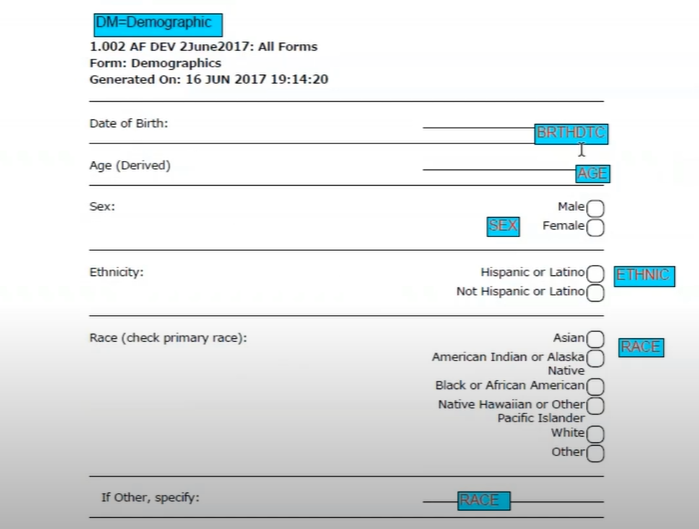 DM=Demographic
1.002 AF DEV 2June2017: All Forms
Form: Demographics
Generated On: 16 JUN 2017 19:14:20
Date of Birth:
BRTHDTC
Age (Derived)
AGE
Sex:
Male
SEX
Female
Ethnicity:
Hispanic or Latino
ETHNIC
Not Hispanic or Latino
Race (check primary race):
Asian
RACE
American Indian or Alaska
Native
Black or African American
Native Hawaiian or Other
Pacific Islander
White
Other
If Other, specify:
RACE